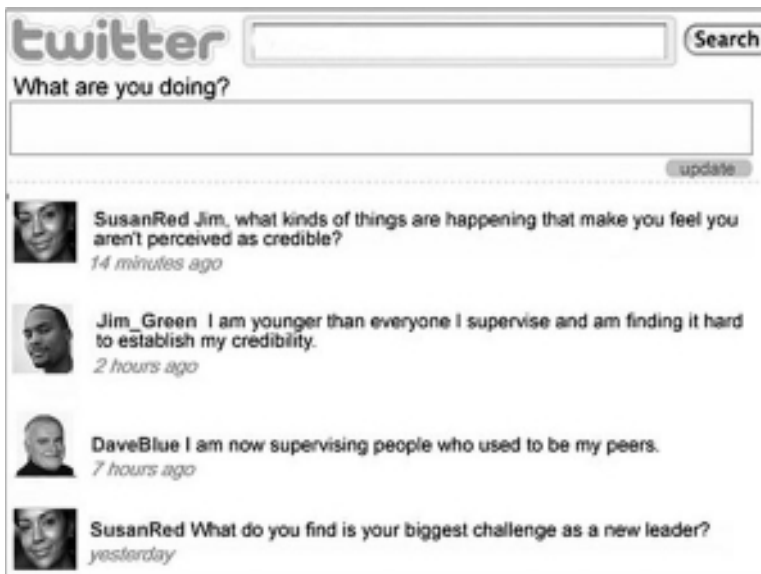 twitter
Search
What are you doing?
update
SusanRed Jim, what kinds of things are happening that make you feel you
aren't perceived as credible?
14 minutes ago
Jim_Green I am younger than everyone I supervise and am finding it hard
to establish my credibility.
2 hours ago
DaveBlue I am now supervising people who used to be my peers.
7 hours ago
SusanRed What do you find is your biggest challenge as a new leader?
yesterday